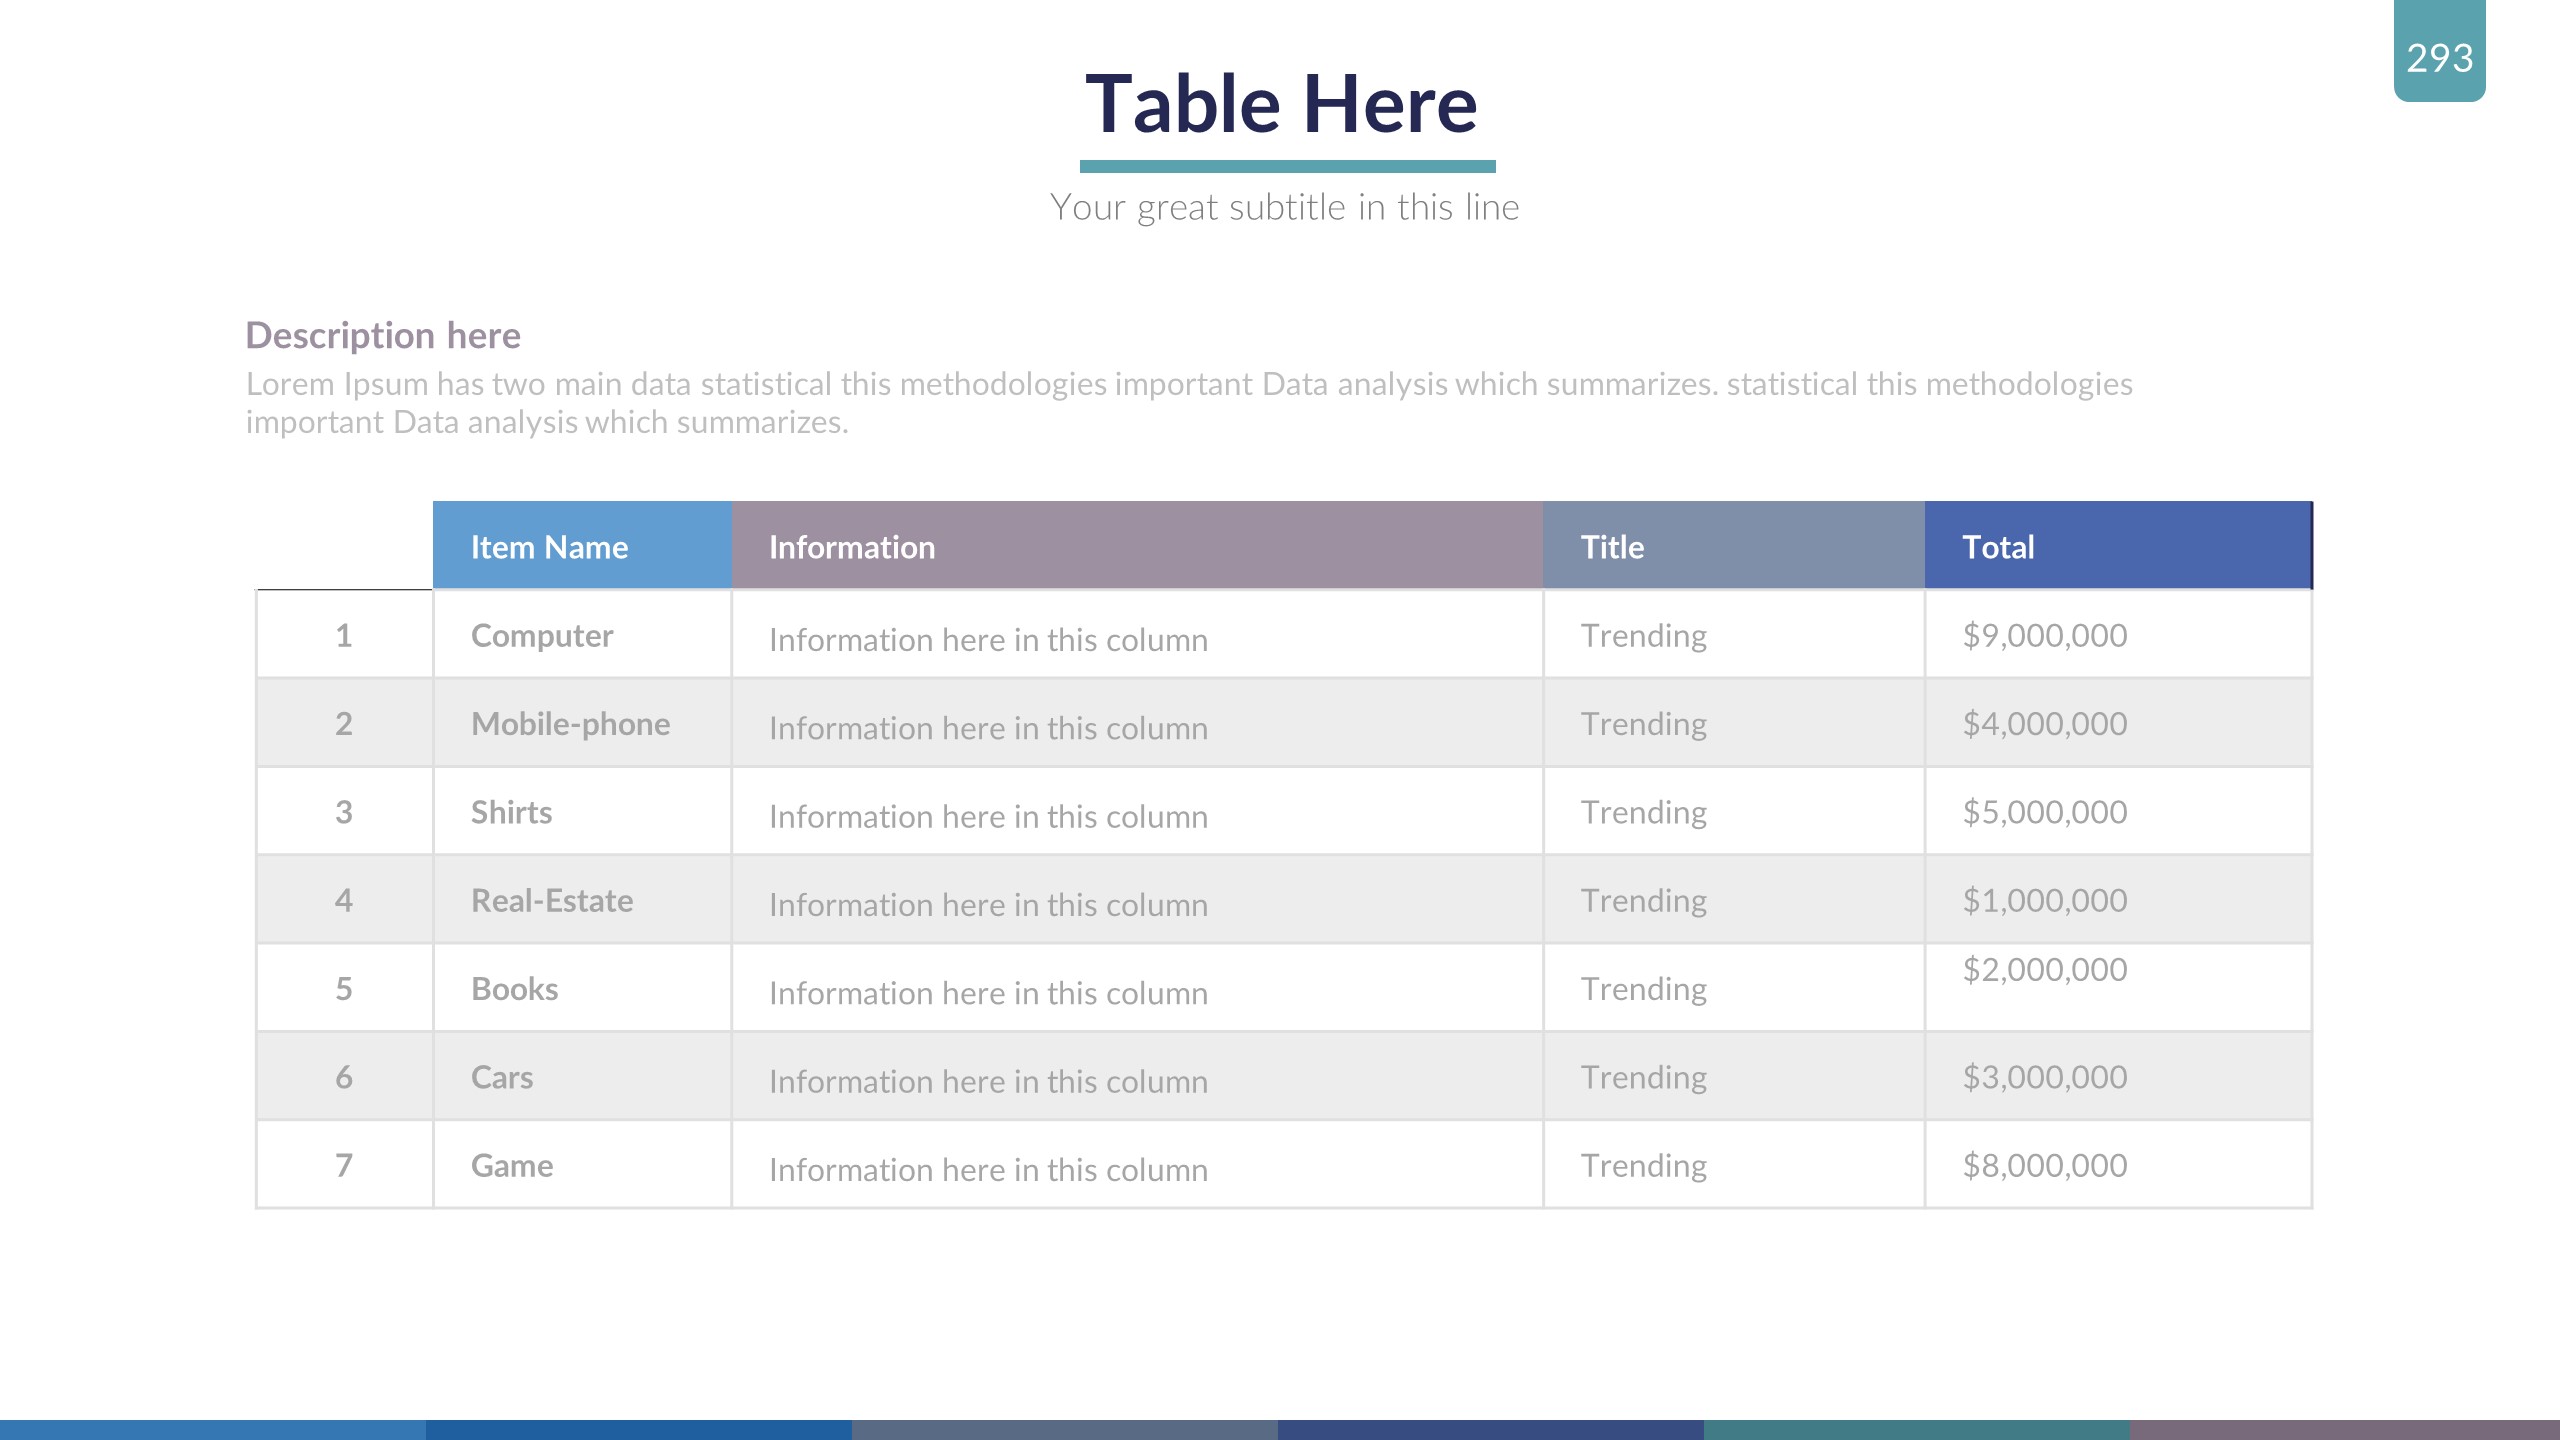 293
Table Here
Your great subtitle in this line
Description here
Lorem Ipsum has two main data statistical this methodologies important Data analysis which summarizes. statistical this methodologies
important Data analysis which summarizes.
Item Name Information Title Total
1 Computer Information here in this column Trending $9,000,000
2 Mobile-phone Information here in this column Trending $4,000,000
3 Shirts Information here in this column Trending $5,000,000
4 Real-Estate Information here in this column Trending $1,000,000
5 Books Information here in this column Trending $2,000,000
6 Cars Information here in this column Trending $3,000,000
7 Game Information here in this column Trending $8,000,000